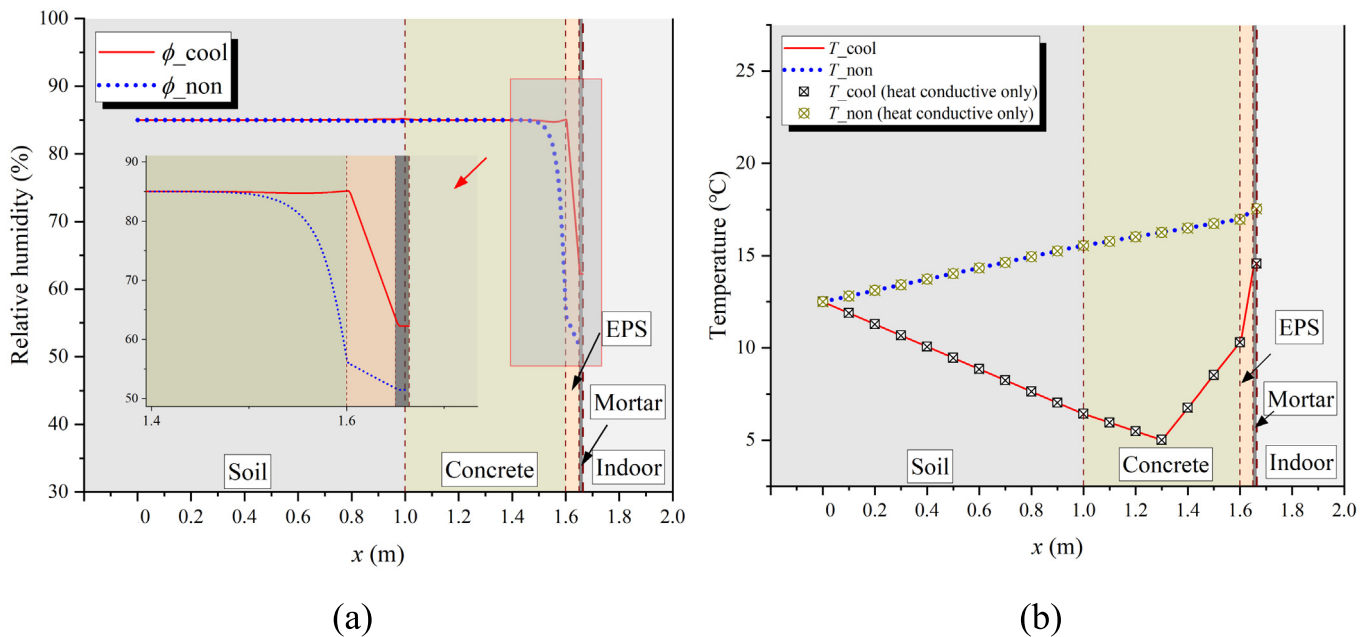 100
90
80
70
60
50
40
30
Relative humidity (%)
ϕ_cool
ϕ_non
90
80
70
60
50
1.4
1.6
EPS
Mortar
Soil
Concrete
Indoor
0 0.2 0.4 0.6 0.8 1.0 1.2 1.4 1.6 1.8 2.0
x (m)
(a)
25
20
15
10
5
Temperature (℃)
T_cool
T_non
T_cool (heat conductive only)
T_non (heat conductive only)
EPS
Mortar
Soil
Concrete
Indoor
0 0.2 0.4 0.6 0.8 1.0 1.2 1.4 1.6 1.8 2.0
x (m)
(b)